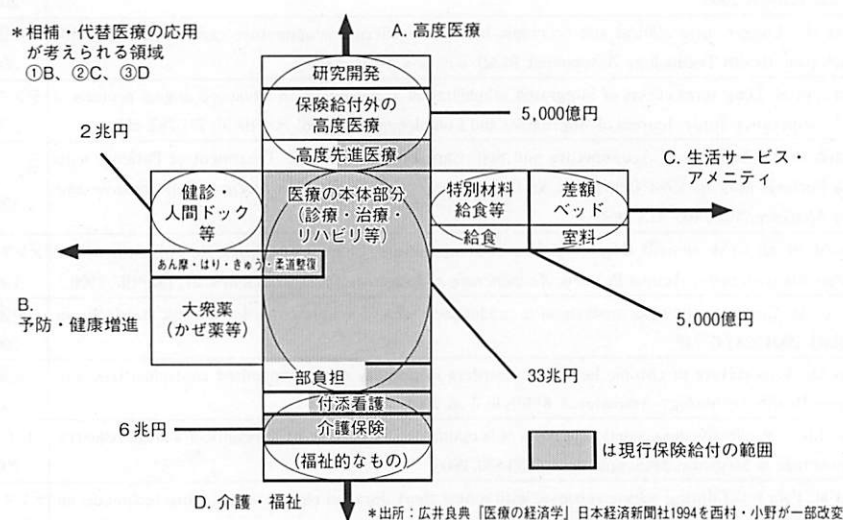 A. 高度医療
*相補・代替医療の応用
が考えられる領域
①B、②C、③D
研究開発
保険給付外の
高度医療
5,000億円
2兆円
高度先進医療
C. 生活サービス・
アメニティ
健診・
人間ドック
等
医療の本体部分
(診療・治療・
リハビリ等)
特別材料
給食等
差額
ベッド
給食
室料
あん摩・はり・きゅう・柔道整復
B.
予防・健康増進
大衆薬
(かぜ薬等)
5,000億円
一部負担
33兆円
付添看護
6兆円
介護保険
(福祉的なもの)
は現行保険給付の範囲
D. 介護・福祉
*出所:広井良典『医療の経済学』日本経済新聞社1994を西村・小野が一部改変